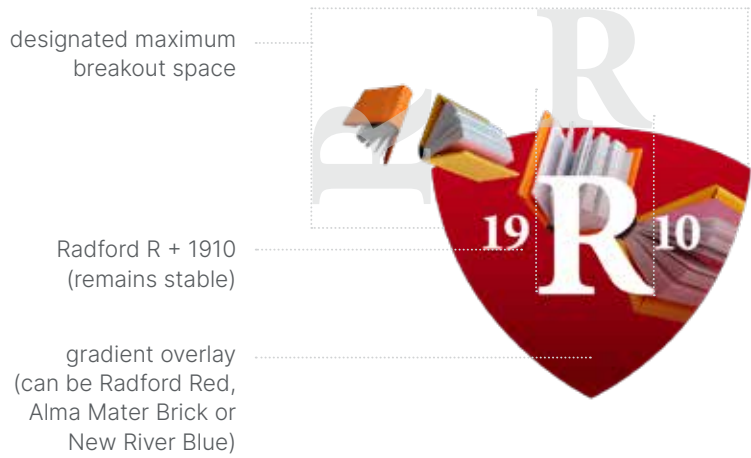 designated maximum
breakout space
R
R
Radford R + 1910
(remains stable)
19 R 10
gradient overlay
(can be Radford Red,
Alma Mater Brick or
New River Blue)